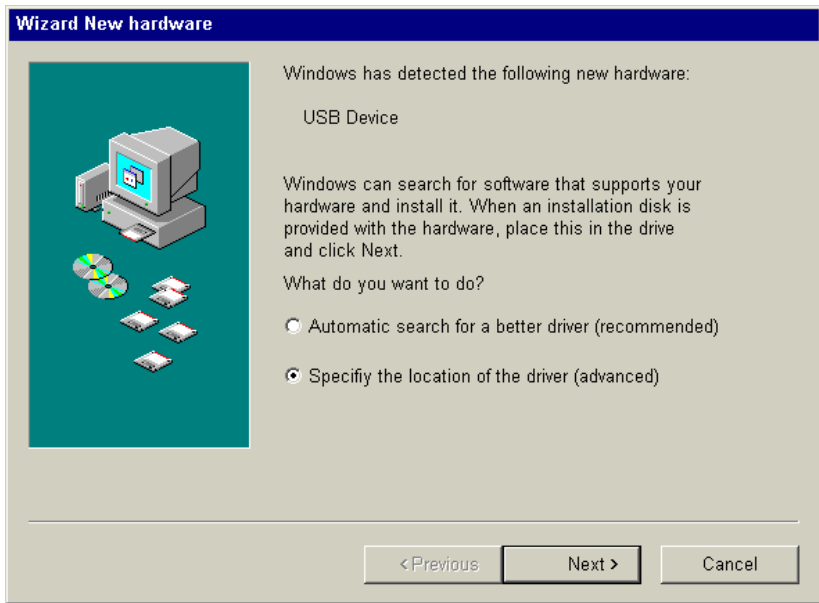 Wizard New hardware
Windows has detected the following new hardware:
USB Device
Windows can search for software that supports your
hardware and install it. When an installation disk is
provided with the hardware, place this in the drive
and click Next.
What do you want to do?
Automatic search for a better driver (recommended)
Specifiy the location of the driver (advanced)
< Previous
Next >
Cancel